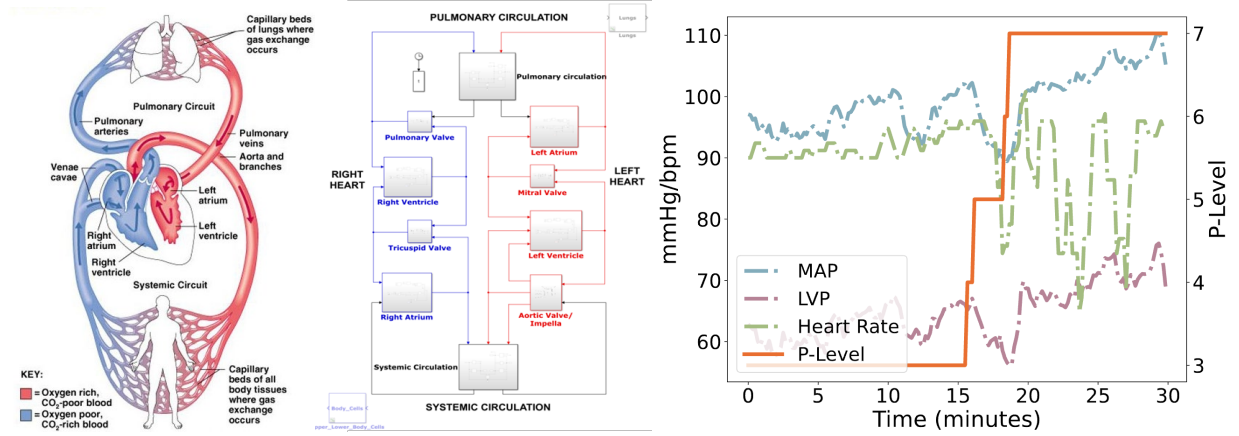 Capillary beds
of lungs where
gas exchange
occurs
Pulmonary Circuit
Pulmonary
arteries
Pulmonary
veins
Aorta and
branches
Venae
cavae
Left
atrium
Left
ventricle
Right
atrium
Right
ventricle
Systemic Circuit
KEY:
= Oxygen rich,
CO2-poor blood
= Oxygen poor,
CO2-rich blood
Capillary
beds of all
body tissues
where gas
exchange
occurs
PULMONARY CIRCULATION
Lungs
Lungs
Pulmonary circulation
Pulmonary Valve
Left Atrium
RIGHT
HEART
LEFT
HEART
Mitral Valve
Right Ventricle
Tricuspid Valve
Left Ventricle
Right Atrium
Aortic Valve/
Impella
Systemic Circulation
Body_Cells
pper_Lower_Body_Cells
SYSTEMIC CIRCULATION
mmHg/bpm
110
100
90
80
70
60
MAP
LVP
Heart Rate
P-Level
0 5 10 15 20 25 30
Time (minutes)
7
6
5
4
3
P-Level